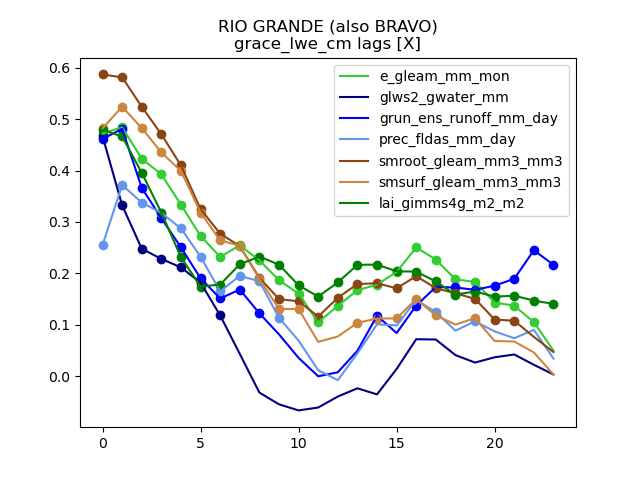 RIO GRANDE (also BRAVO)
grace_lwe_cm lags [X]
e_gleam_mm_mon
glws2_gwater_mm
grun_ens_runoff_mm_day
prec_fldas_mm_day
smroot_gleam_mm3_mm3
smsurf_gleam_mm3_mm3
lai_gimms4g_m2_m2
0.6
0.5
0.4
0.3
0.2
0.1
0.0
0 5 10 15 20